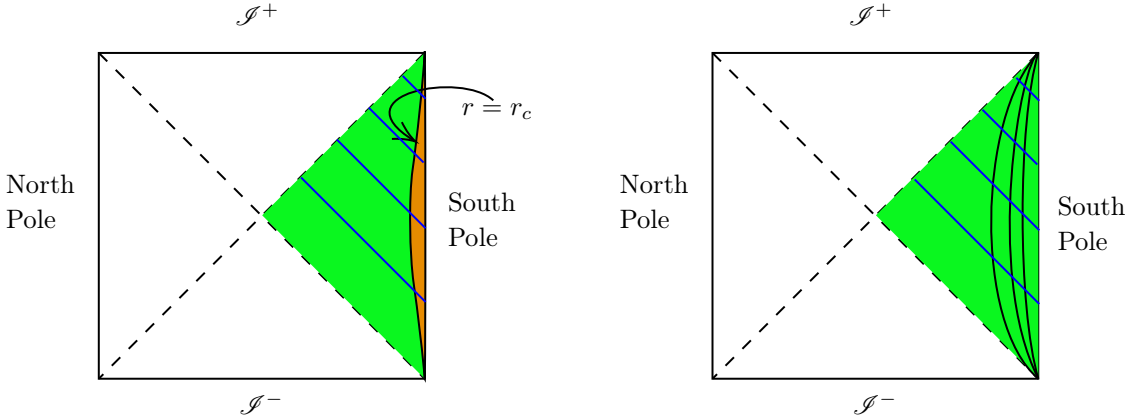 ℐ⁺
North
Pole
r = r_c
South
Pole
ℐ⁻
ℐ⁺
North
Pole
South
Pole
ℐ⁻